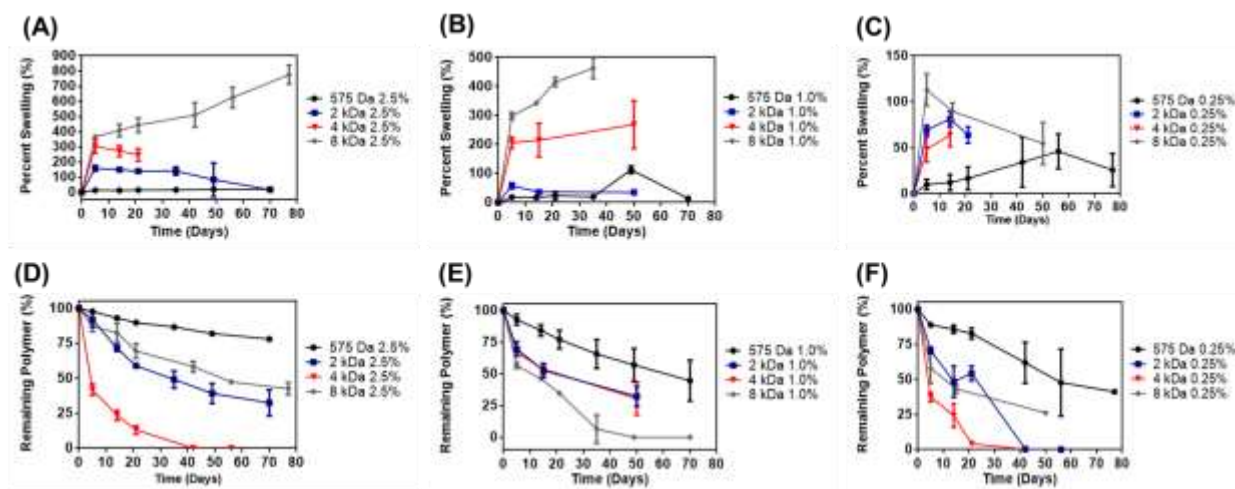 (A)
Percent Swelling (%)
900
800
700
600
500
400
300
200
100
0
0 10 20 30 40 50 60 70 80
Time (Days)
575 Da 2.5%
2 kDa 2.5%
4 kDa 2.5%
8 kDa 2.5%
(B)
Percent Swelling (%)
500
400
300
200
100
0
0 10 20 30 40 50 60 70 80
Time (Days)
575 Da 1.0%
2 kDa 1.0%
4 kDa 1.0%
8 kDa 1.0%
(C)
Percent Swelling (%)
150
100
50
0
0 10 20 30 40 50 60 70 80
Time (Days)
575 Da 0.25%
2 kDa 0.25%
4 kDa 0.25%
8 kDa 0.25%
(D)
Remaining Polymer (%)
100
75
50
25
0
0 10 20 30 40 50 60 70 80
Time (Days)
575 Da 2.5%
2 kDa 2.5%
4 kDa 2.5%
8 kDa 2.5%
(E)
Remaining Polymer (%)
100
75
50
25
0
0 10 20 30 40 50 60 70 80
Time (Days)
575 Da 1.0%
2 kDa 1.0%
4 kDa 1.0%
8 kDa 1.0%
(F)
Remaining Polymer (%)
100
75
50
25
0
0 10 20 30 40 50 60 70 80
Time (Days)
575 Da 0.25%
2 kDa 0.25%
4 kDa 0.25%
8 kDa 0.25%